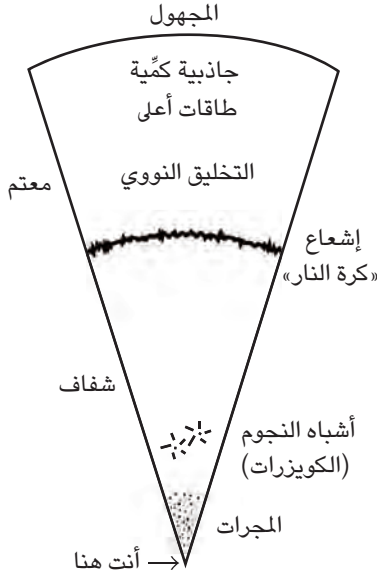 المجهول
جاذبية كمِّية
طاقات أعلى
التخليق النووي
معتم
إشعاع
«كرة النار»
شفاف
أشباه النجوم
(الكويزرات)
المجرات
أنت هنا